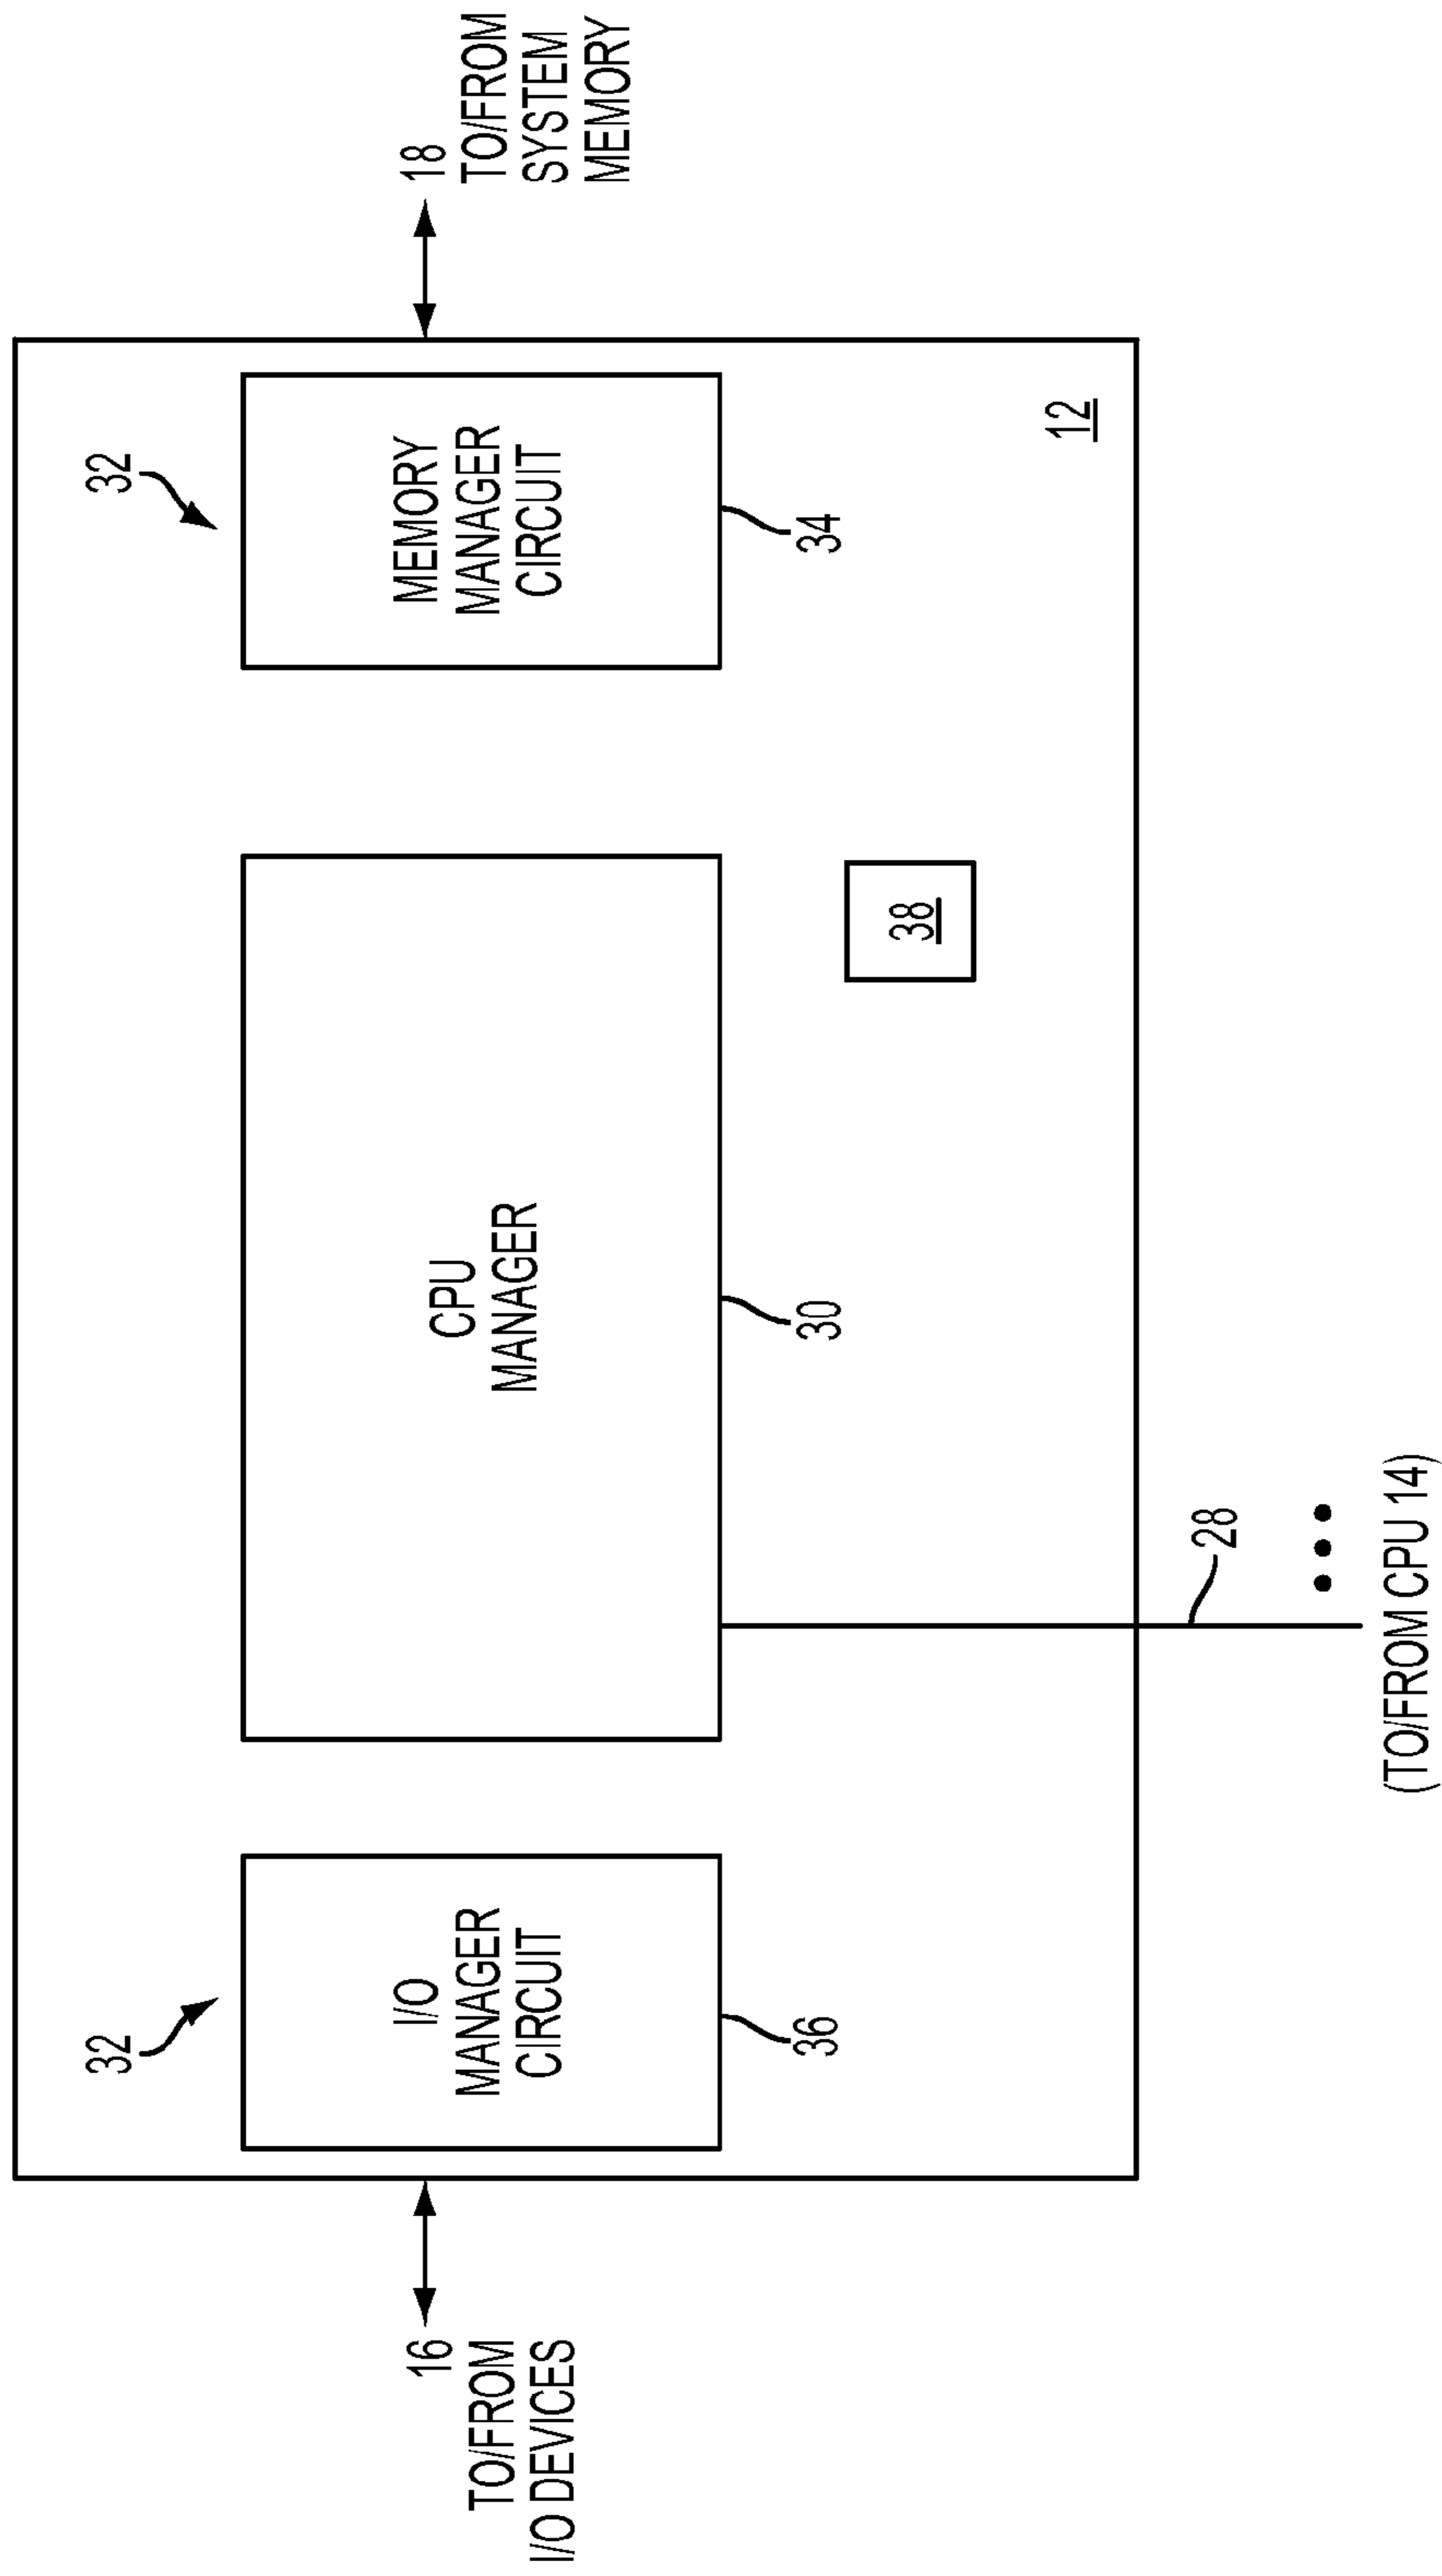 32
32
16
TO/FROM
I/O DEVICES
I/O
MANAGER
CIRCUIT
CPU
MANAGER
MEMORY
MANAGER
CIRCUIT
18
TO/FROM
SYSTEM
MEMORY
36
30
34
38
12
28
(TO/FROM CPU 14)